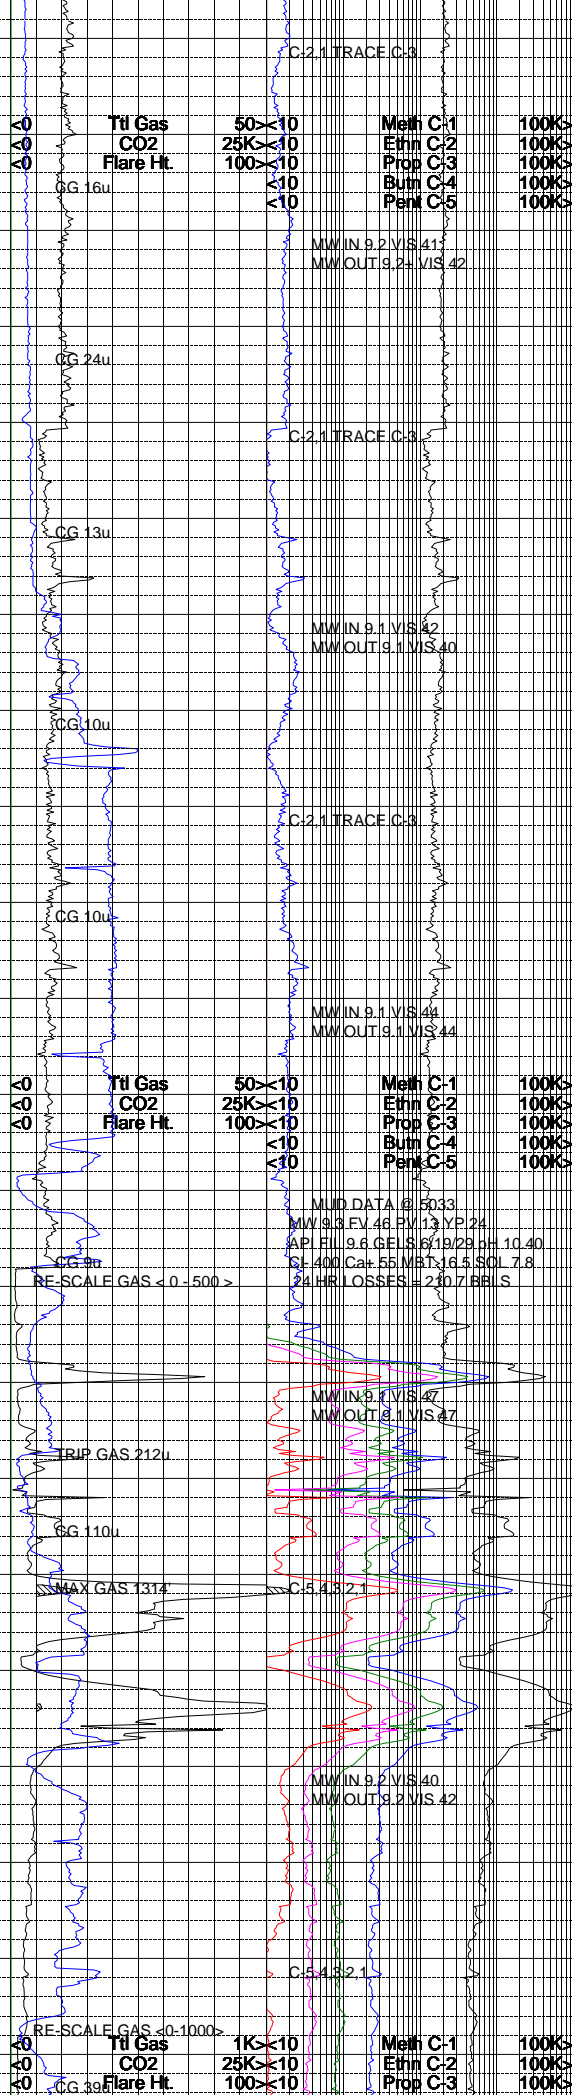 C-2,1 TRACE C-3
<0 Ttl Gas 50><10 Meth C-1 100K>
<0 CO2 25K><10 Ethn C-2 100K>
<0 Flare Ht. 100><10 Prop C-3 100K>
<10 Butn C-4 100K>
CG 16u
<10 Pent C-5 100K>
MW IN 9.2 VIS 41
MW OUT 9.2+ VIS 42
CG 24u
C-2,1 TRACE C-3
CG 13u
MW IN 9.1 VIS 42
MW OUT 9.1 VIS 40
CG 10u
C-2,1 TRACE C-3
CG 10u
MW IN 9.1 VIS 44
MW OUT 9.1 VIS 44
<0 Ttl Gas 50><10 Meth C-1 100K>
<0 CO2 25K><10 Ethn C-2 100K>
<0 Flare Ht. 100><10 Prop C-3 100K>
<10 Butn C-4 100K>
<10 Pent C-5 100K>
MUD DATA @ 5033
MW 9.3 FV 46 PV 13 YP 24
API FIL 9.6 GELS 6/19/29 pH 10.40
CG 9u
Cl- 400 Ca+ 55 MBT 16.5 SOL 7.8
RE-SCALE GAS < 0 - 500 >
24 HR LOSSES = 210.7 BBLS
MW IN 9.1 VIS 47
MW OUT 9.1 VIS 47
TRIP GAS 212u
CG 110u
MAX GAS 1314'
C-5,4,3,2,1
MW IN 9.2 VIS 40
MW OUT 9.2 VIS 42
C-5,4,3,2,1
RE-SCALE GAS <0-1000>
<0 Ttl Gas 1K><10 Meth C-1 100K>
<0 CO2 25K><10 Ethn C-2 100K>
<0 Flare Ht. 100><10 Prop C-3 100K>
CG 39u